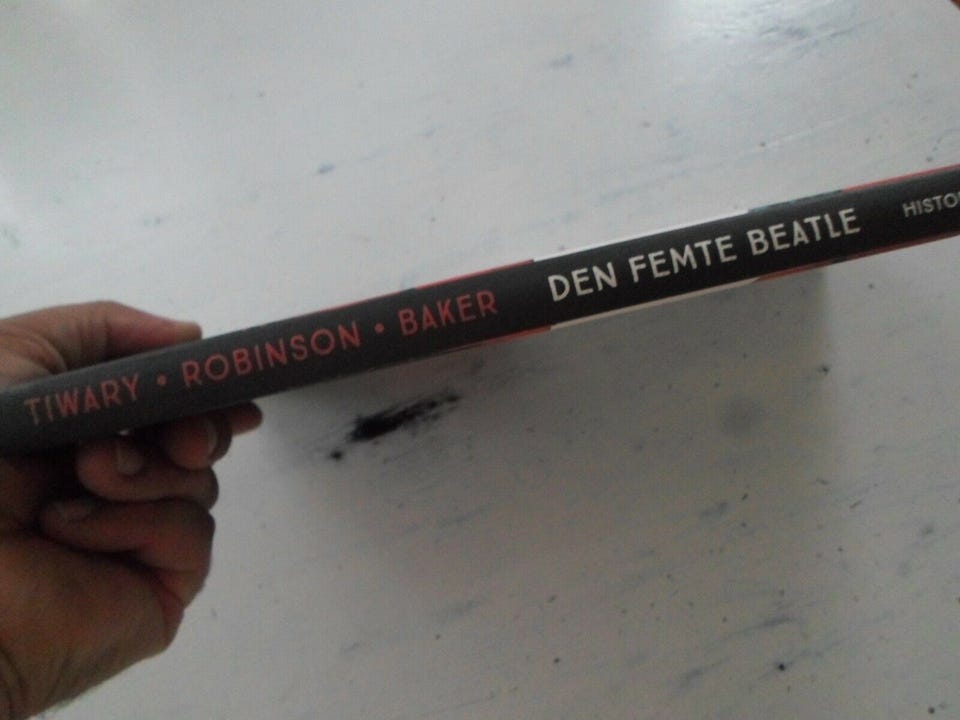 TIWARY • ROBINSON • BAKER DEN FEMTE BEATLE